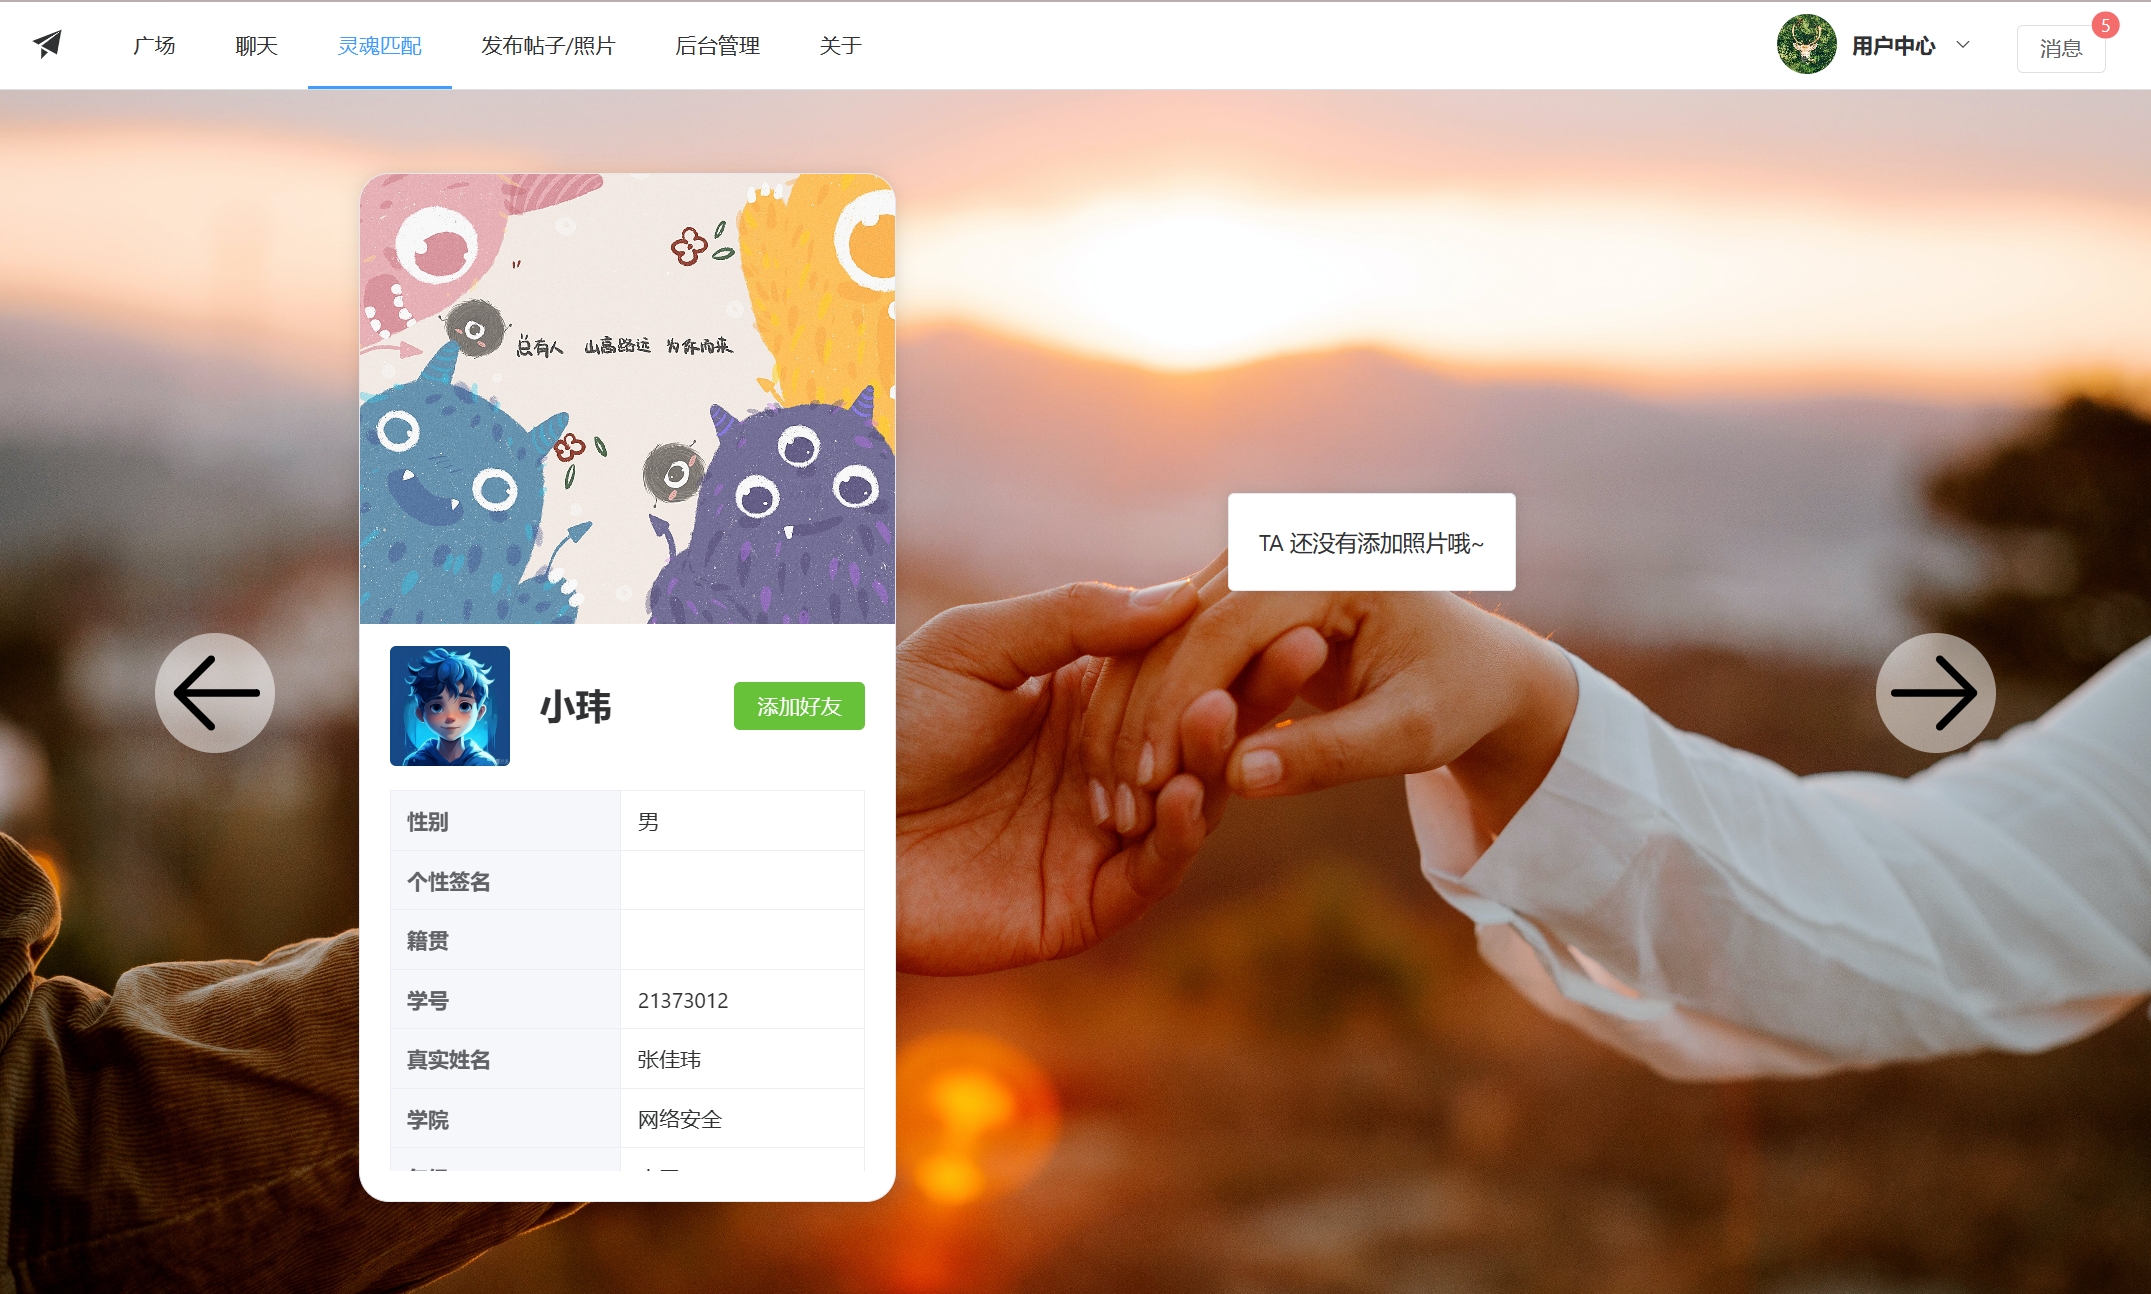 广场 聊天 灵魂匹配 发布帖子/照片 后台管理 关于 用户中心 消息 5
总有人 山高路远 为你而来
TA 还没有添加照片哦~
小玮 添加好友
性别 男
个性签名
籍贯
学号 21373012
真实姓名 张佳玮
学院 网络安全